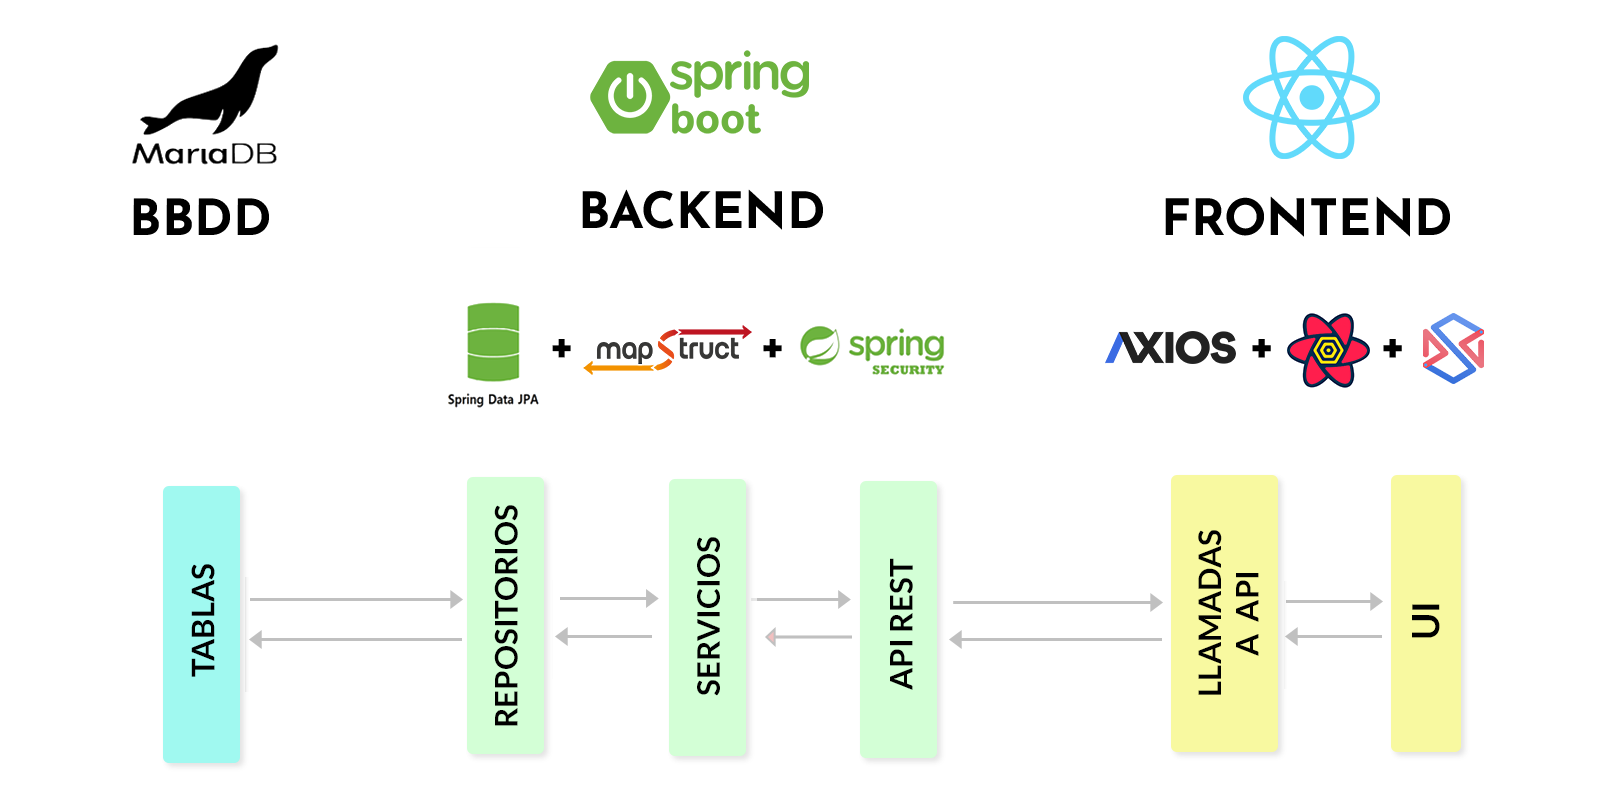 MariaDB
spring
boot
BBDD
BACKEND
FRONTEND
Spring Data JPA
+
mapStruct
+
spring
SECURITY
AXIOS
+
+
TABLAS
REPOSITORIOS
SERVICIOS
API REST
LLAMADAS
A API
UI